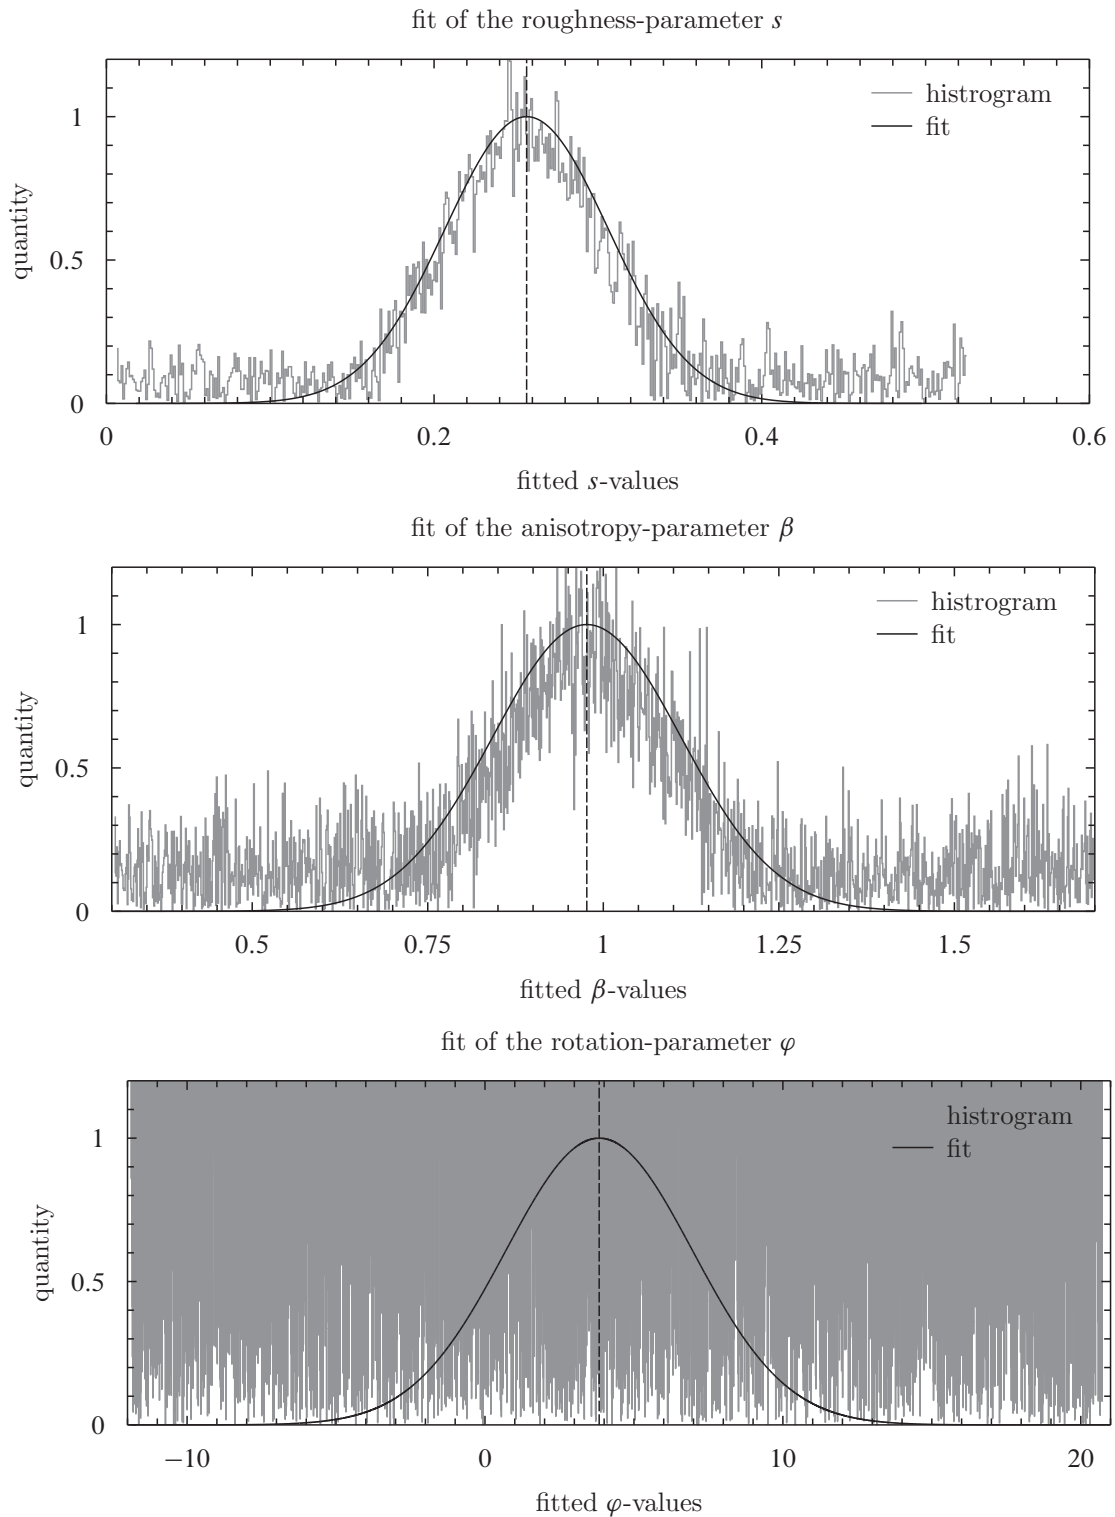 fit of the roughness-parameter s
histrogram
fit
quantity
1
0.5
0
0 0.2 0.4 0.6
fitted s-values
fit of the anisotropy-parameter β
histrogram
fit
quantity
1
0.5
0
0.5 0.75 1 1.25 1.5
fitted β-values
fit of the rotation-parameter φ
histrogram
fit
quantity
1
0.5
0
−10 0 10 20
fitted φ-values